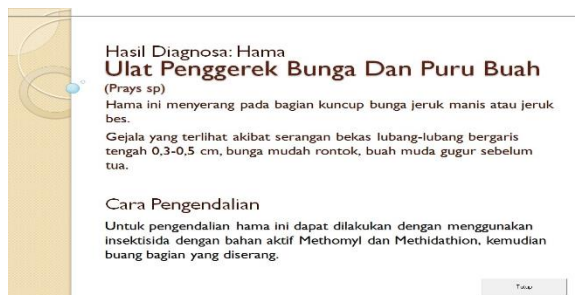 Hasil Diagnosa: Hama
Ulat Penggerek Bunga Dan Puru Buah
(Prays sp)
Hama ini menyerang pada bagian kuncup bunga jeruk manis atau jeruk
bes.
Gejala yang terlihat akibat serangan bekas lubang-lubang bergaris
tengah 0,3-0,5 cm, bunga mudah rontok, buah muda gugur sebelum
tua.
Cara Pengendalian
Untuk pengendalian hama ini dapat dilakukan dengan menggunakan
insektisida dengan bahan aktif Methomyl dan Methidathion, kemudian
buang bagian yang diserang.
Tutup